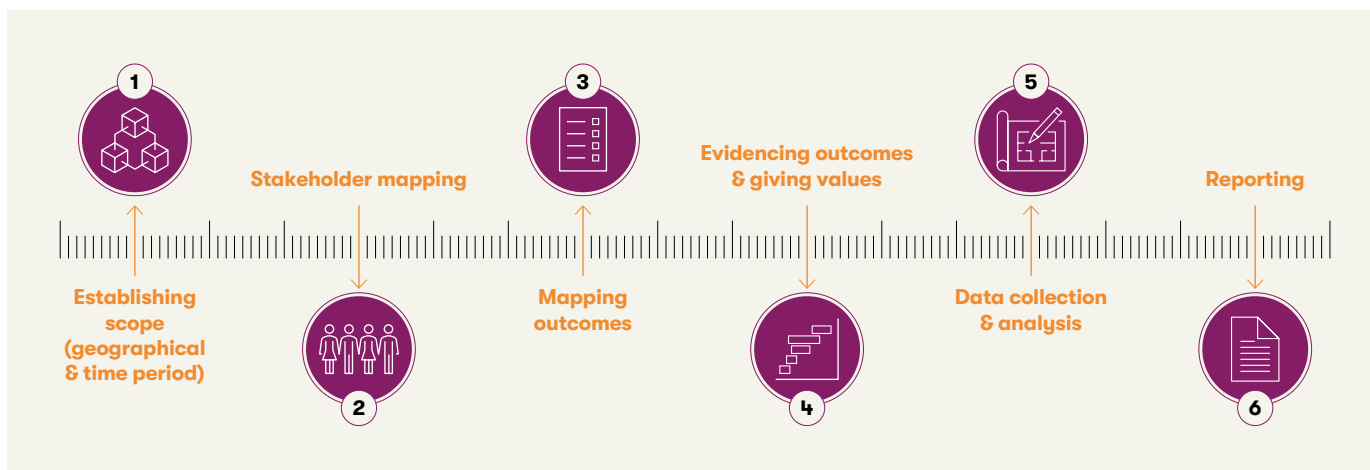 1
Establishing
scope
(geographical
& time period)
Stakeholder mapping
2
3
Mapping
outcomes
Evidencing outcomes
& giving values
4
5
Data collection
& analysis
Reporting
6